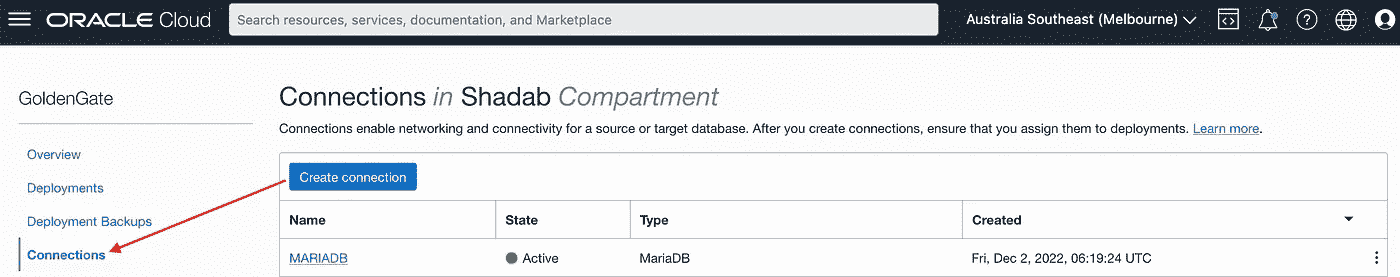 ORACLE Cloud
Search resources, services, documentation, and Marketplace
Australia Southeast (Melbourne)
GoldenGate
Overview
Deployments
Deployment Backups
Connections
Connections in Shadab Compartment
Connections enable networking and connectivity for a source or target database. After you create connections, ensure that you assign them to deployments. Learn more.
Create connection
Name State Type Created
MARIADB Active MariaDB Fri, Dec 2, 2022, 06:19:24 UTC